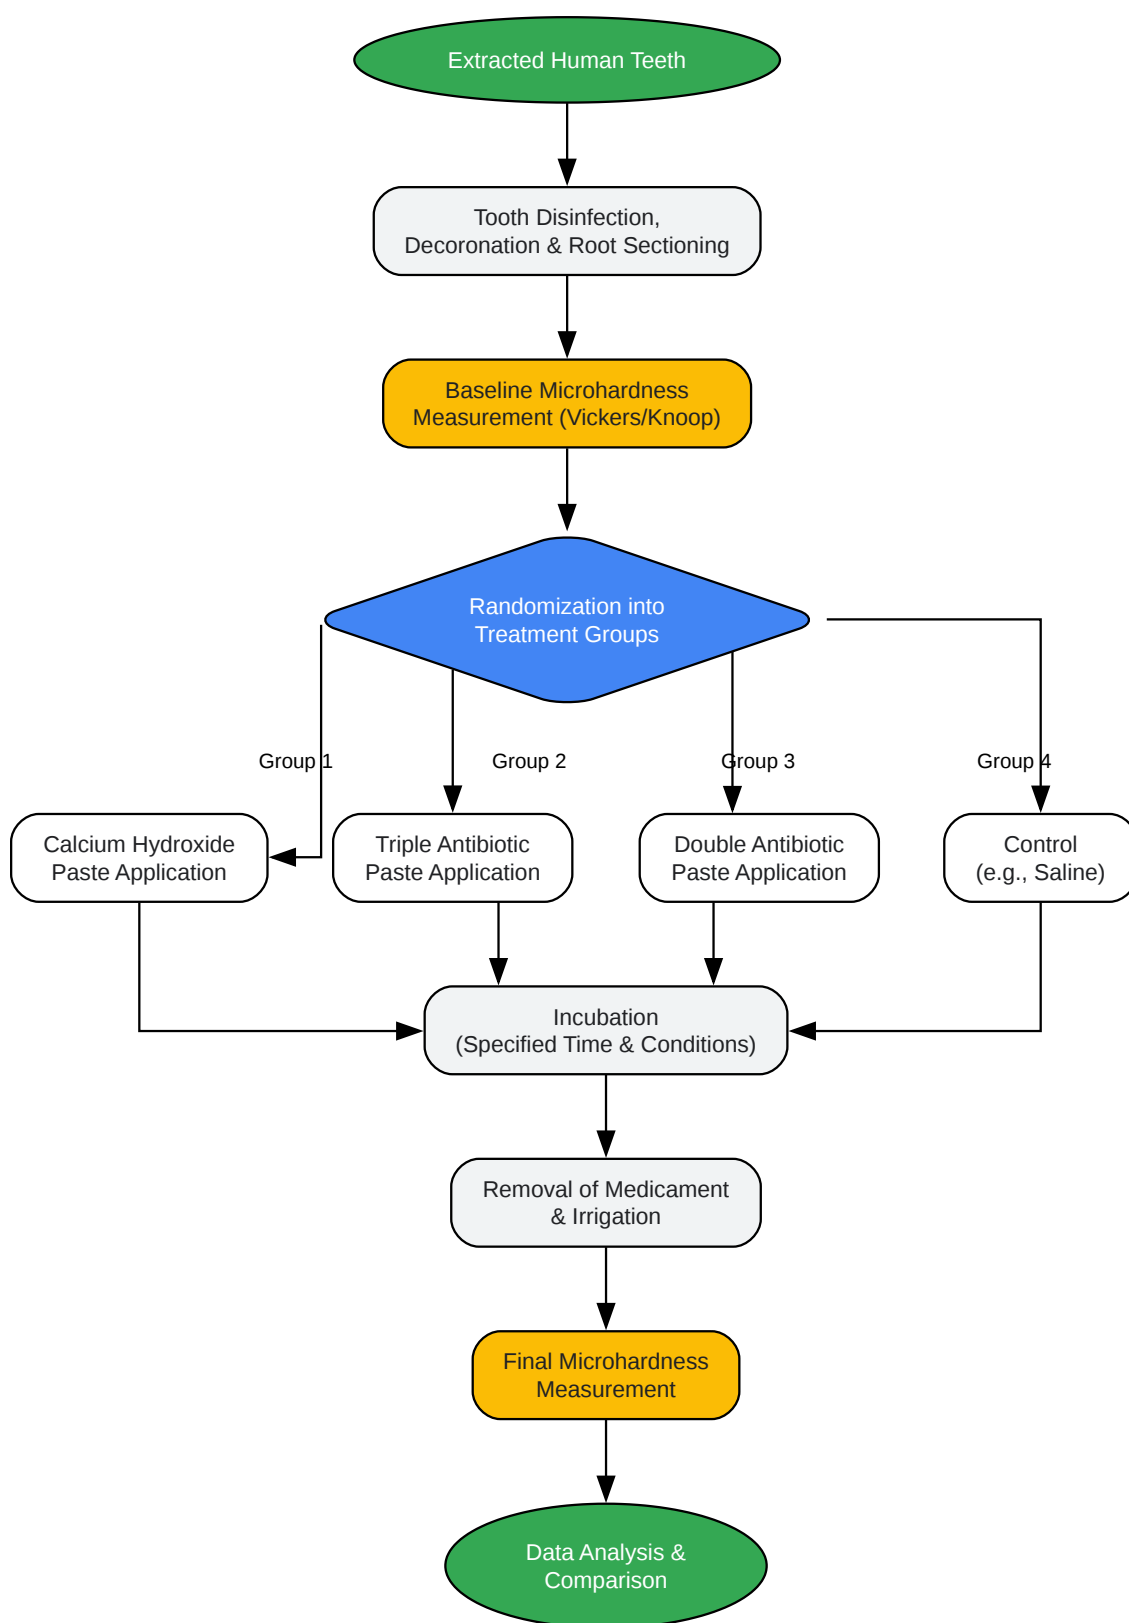 Extracted Human Teeth
Tooth Disinfection,
Decoronation & Root Sectioning
Baseline Microhardness
Measurement (Vickers/Knoop)
Randomization into
Treatment Groups
Group 1
Group 2
Group 3
Group 4
Calcium Hydroxide
Paste Application
Triple Antibiotic
Paste Application
Double Antibiotic
Paste Application
Control
(e.g., Saline)
Incubation
(Specified Time & Conditions)
Removal of Medicament
& Irrigation
Final Microhardness
Measurement
Data Analysis &
Comparison